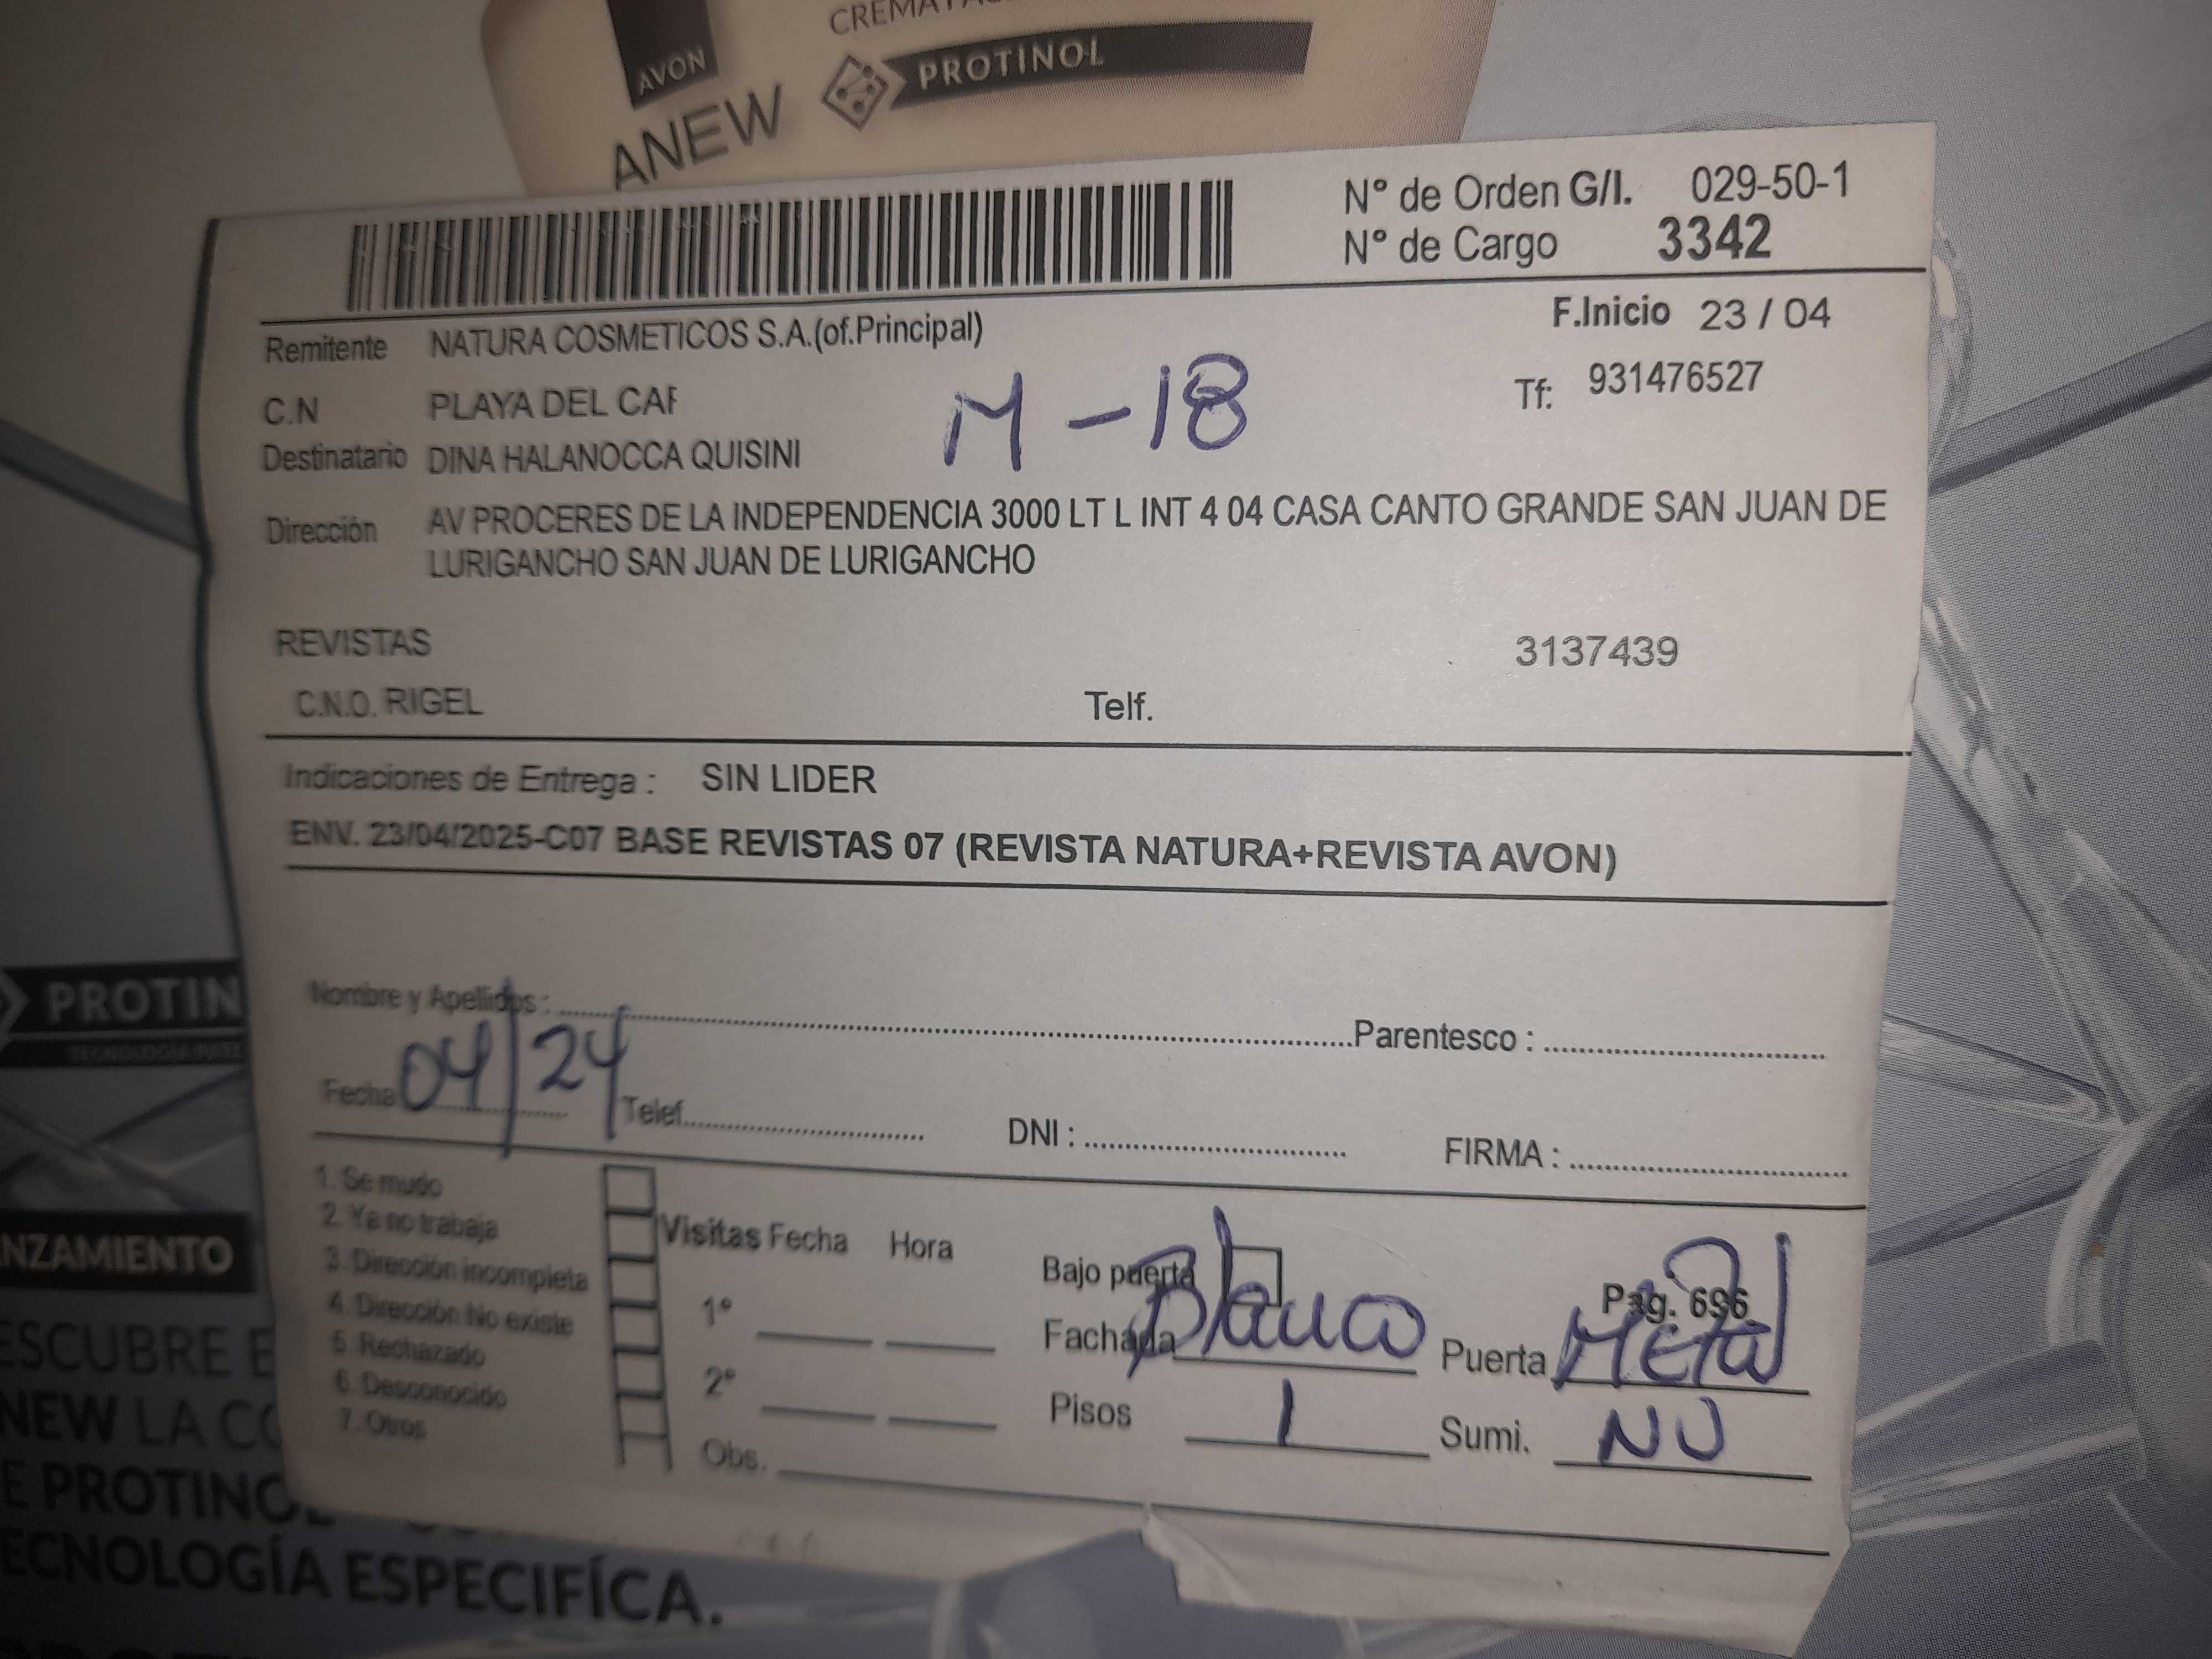 AVON
ANEW
PROTINOL
N° de Orden G/I. 029-50-1
N° de Cargo 3342
Remitente NATURA COSMETICOS S.A.(of.Principal) F.Inicio 23 / 04
C.N PLAYA DEL CAR Tf: 931476527
M-18
Destinatario DINA HALANOCCA QUISINI
Dirección AV PROCERES DE LA INDEPENDENCIA 3000 LT L INT 4 04 CASA CANTO GRANDE SAN JUAN DE
LURIGANCHO SAN JUAN DE LURIGANCHO
REVISTAS 3137439
C.N.O. RIGEL Telf.
Indicaciones de Entrega : SIN LIDER
ENV. 23/04/2025-C07 BASE REVISTAS 07 (REVISTA NATURA+REVISTA AVON)
Nombre y Apellidos : Parentesco :
Fecha 04/24/ Telef. DNI : FIRMA :
1. Se mudo
2. Ya no trabaja
3. Dirección incompleta
4. Dirección No existe
5. Rechazado
6. Desconocido
7. Otros
Visitas Fecha Hora
1°
2°
Obs.
Bajo puerta Pag. 696
Fachada Blanco Puerta Metal
Pisos 1 Sumi. NO
PROTIN
NZAMIENTO
ESCUBRE E
NEW LA CO
E PROTINOL
ECNOLOGÍA ESPECIFÍCA.